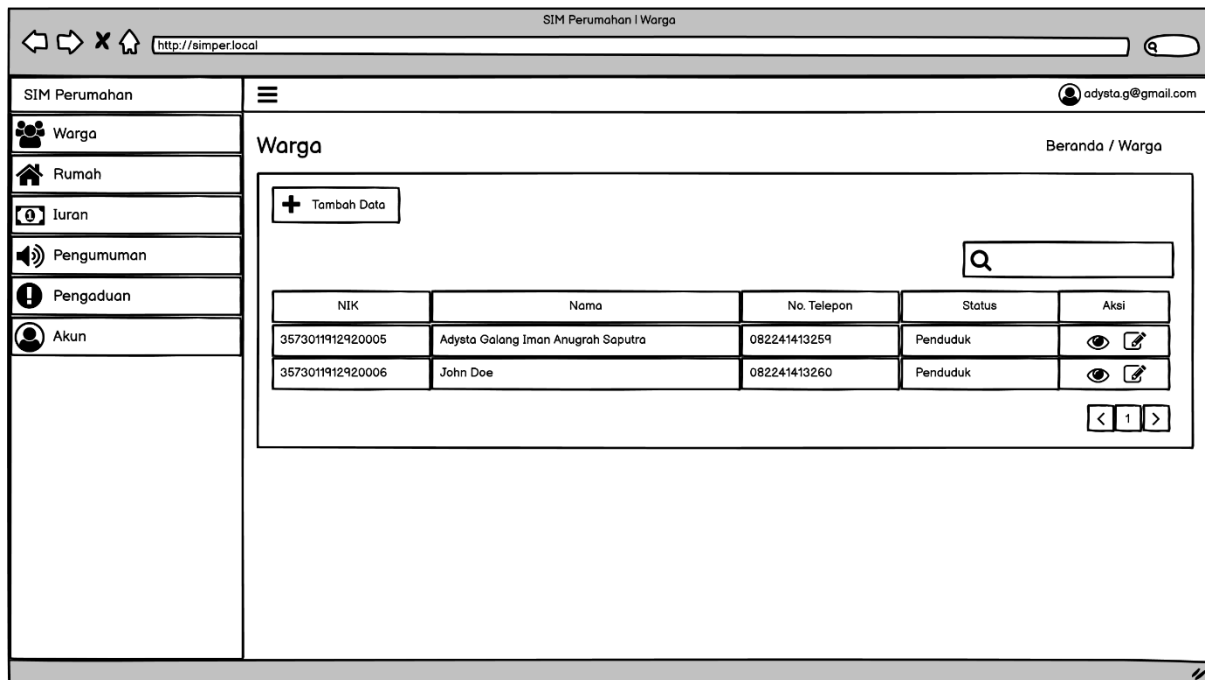 SIM Perumahan | Warga
http://simper.local
SIM Perumahan
adysta.g@gmail.com
Warga
Rumah
Iuran
Pengumuman
Pengaduan
Akun
Warga
Beranda / Warga
Tambah Data
NIK Nama No. Telepon Status Aksi
3573011912920005 Adysta Galang Iman Anugrah Saputra 082241413259 Penduduk
3573011912920006 John Doe 082241413260 Penduduk
< 1 >